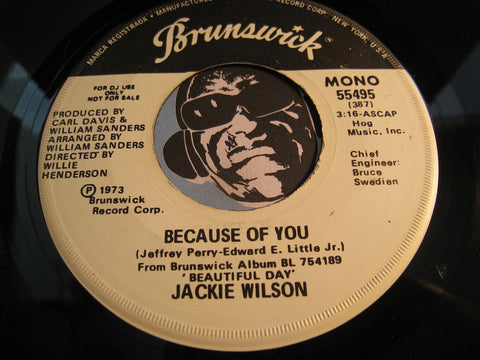 MARCA REGISTRADA • MANUFACTURED RECORD CORP. • NEW YORK, N.Y., U.S.A.
Brunswick
FOR DJ USE
ONLY
NOT FOR SALE
MONO
55495
(387)
3:16-ASCAP
Hog
Music, Inc.
PRODUCED BY
CARL DAVIS &
WILLIAM SANDERS
ARRANGED BY
WILLIAM SANDERS
DIRECTED BY
WILLIE
HENDERSON
Chief
Engineer:
Bruce
Swedien
Ⓟ 1973
Brunswick
Record Corp.
BECAUSE OF YOU
(Jeffrey Perry-Edward E. Little Jr.)
From Brunswick Album BL 754189
'BEAUTIFUL DAY'
JACKIE WILSON